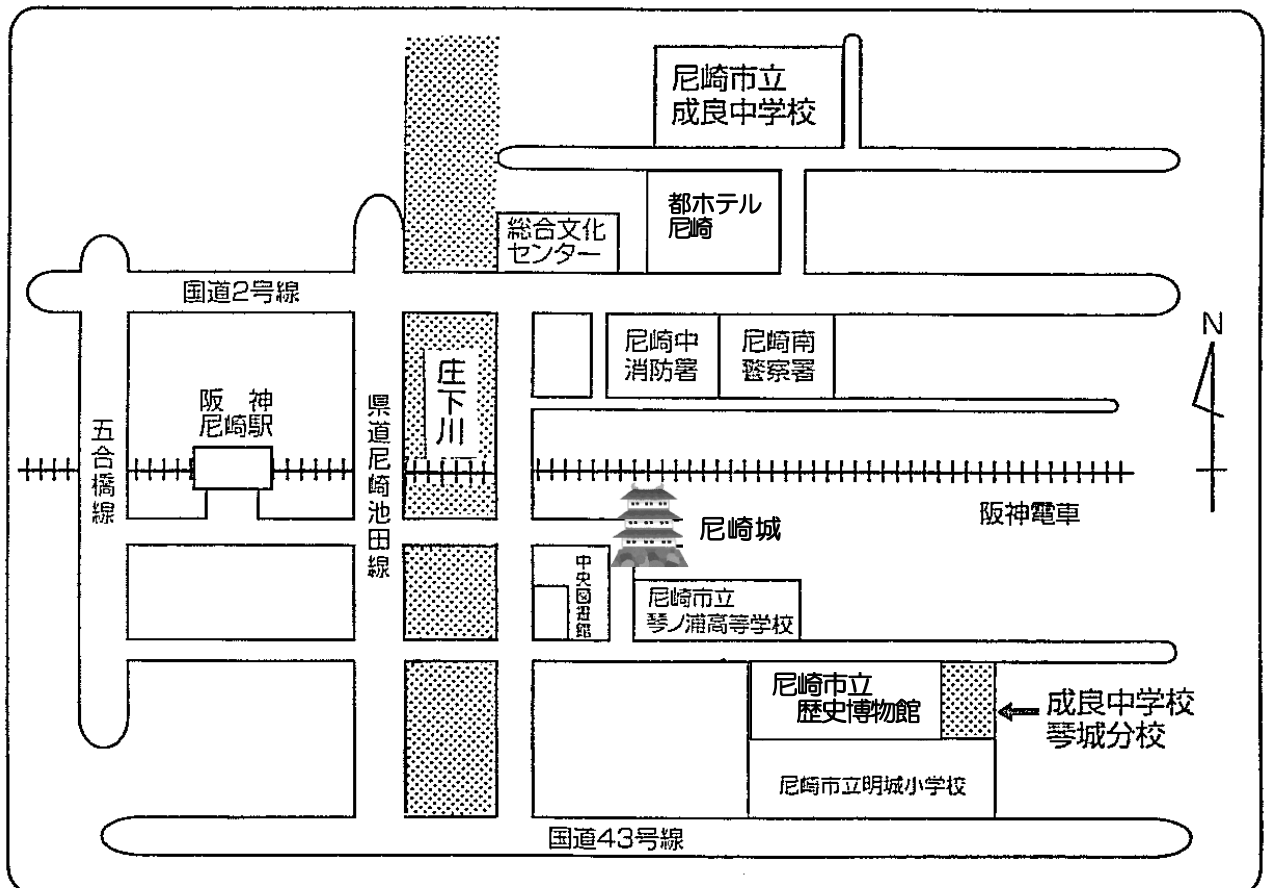 尼崎市立
成良中学校
都ホテル
尼崎
総合文化
センター
国道2号線
尼崎中
消防署
尼崎南
警察署
N
庄下川
阪神
尼崎駅
県道尼崎池田線
五合橋線
阪神電車
尼崎城
中央図書館
尼崎市立
琴ノ浦高等学校
尼崎市立
歴史博物館
成良中学校
琴城分校
尼崎市立明城小学校
国道43号線